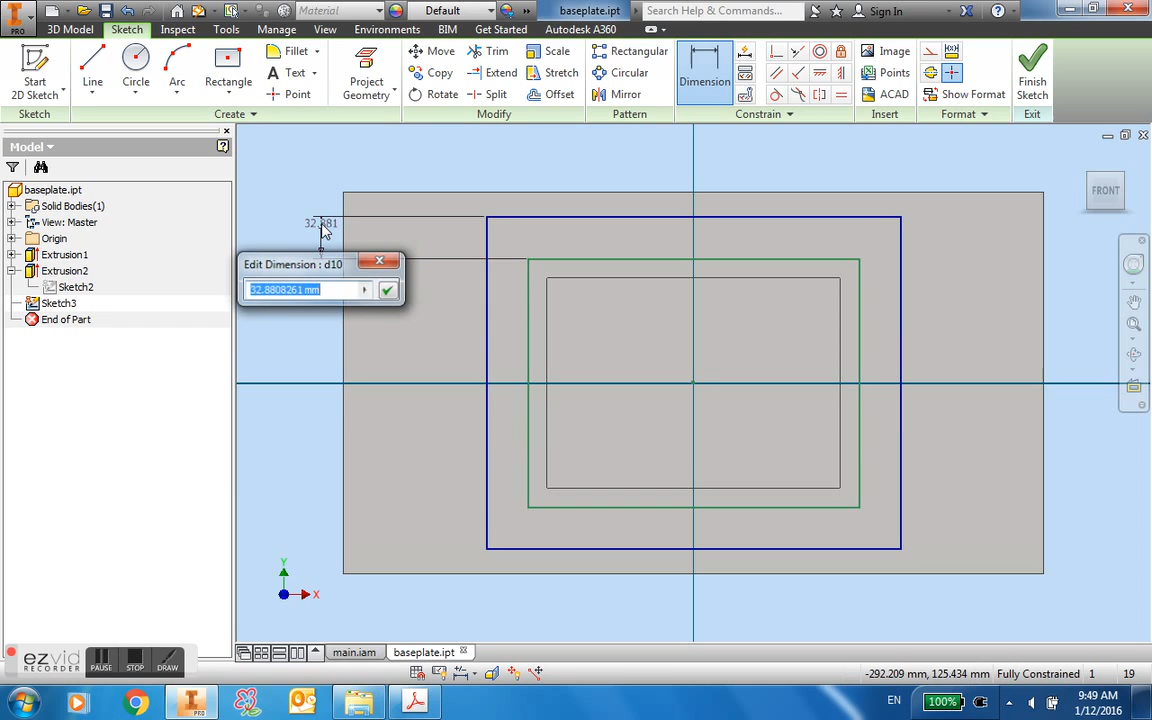 Material
Default
baseplate.ipt
Search Help & Commands...
Sign In
PRO
3D Model
Sketch
Inspect
Tools
Manage
View
Environments
BIM
Get Started
Autodesk A360
Start
2D Sketch
Line
Circle
Arc
Rectangle
Fillet
Text
Point
Project
Geometry
Move
Copy
Rotate
Trim
Extend
Split
Scale
Stretch
Offset
Rectangular
Circular
Mirror
Dimension
Image
Points
ACAD
Show Format
Finish
Sketch
Sketch
Create
Modify
Pattern
Constrain
Insert
Format
Exit
Model
baseplate.ipt
Solid Bodies(1)
View: Master
Origin
Extrusion1
Extrusion2
Sketch2
Sketch3
End of Part
FRONT
Edit Dimension : d10
32.8808261 mm
Y
X
ezvid
RECORDER
PAUSE
STOP
DRAW
main.iam
baseplate.ipt
-292.209 mm, 125.434 mm
Fully Constrained
1
19
PRO
EN
100%
9:49 AM
1/12/2016